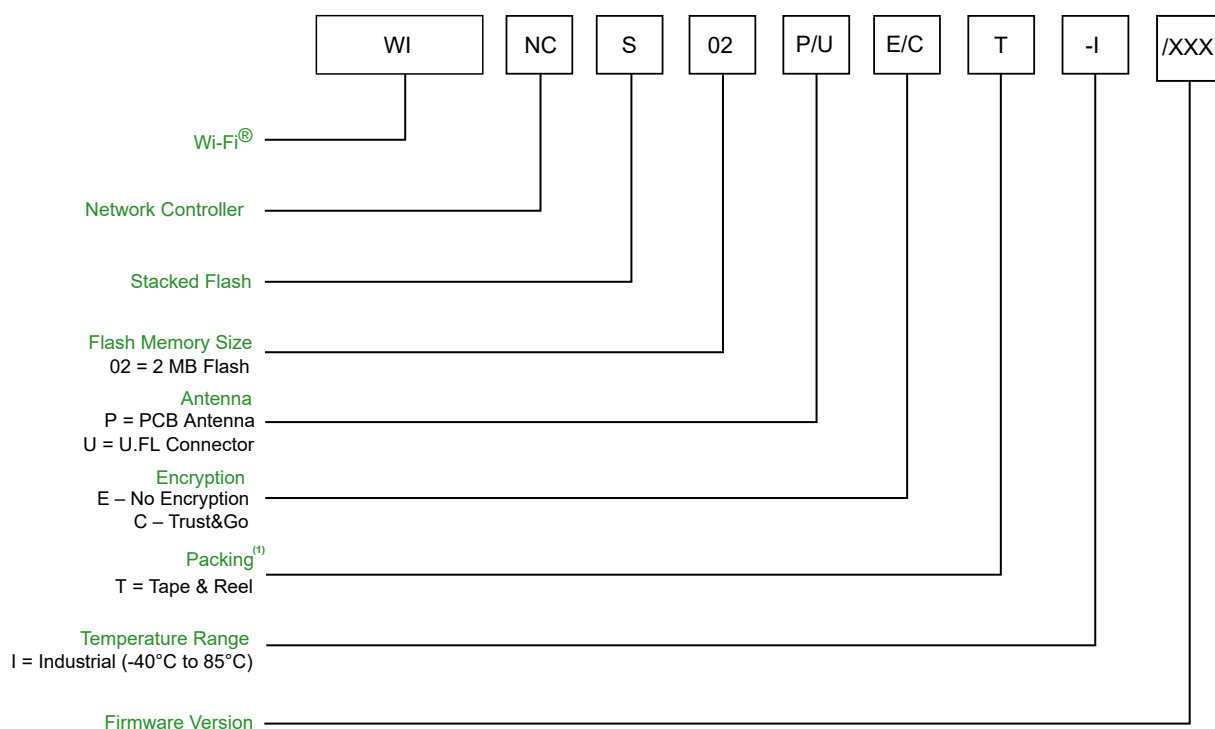 WI NC S 02 P/U E/C T -I /XXX
Wi-Fi®
Network Controller
Stacked Flash
Flash Memory Size
02 = 2 MB Flash
Antenna
P = PCB Antenna
U = U.FL Connector
Encryption
E – No Encryption
C – Trust&Go
Packing(1)
T = Tape & Reel
Temperature Range
I = Industrial (-40°C to 85°C)
Firmware Version